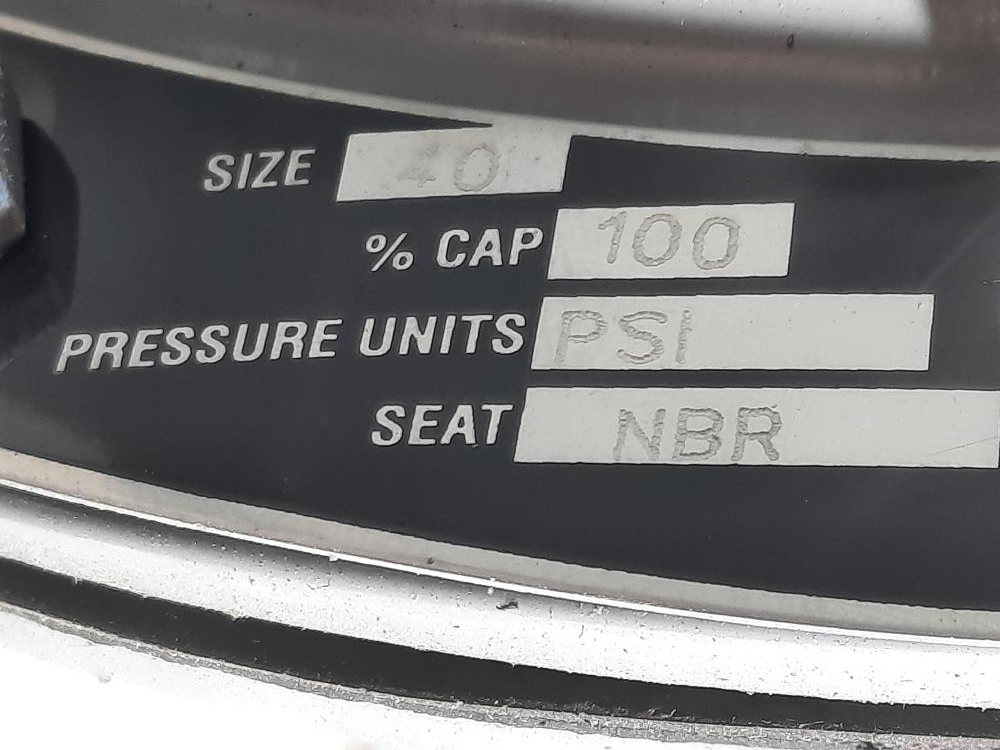 SIZE 40
% CAP 100
PRESSURE UNITS PSI
SEAT NBR